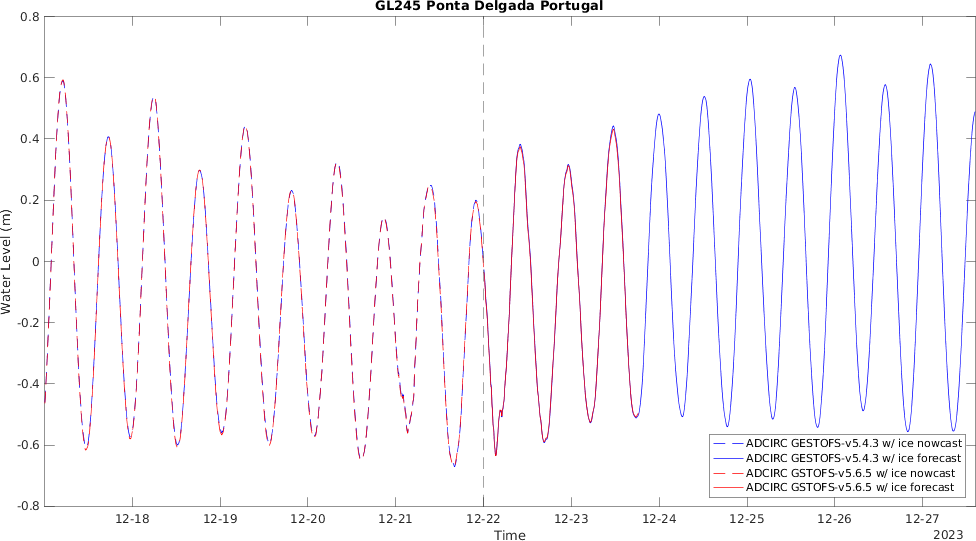 GL245 Ponta Delgada Portugal
0.8
0.6
0.4
0.2
0
-0.2
-0.4
-0.6
-0.8
Water Level (m)
ADCIRC GESTOFS-v5.4.3 w/ ice nowcast
ADCIRC GESTOFS-v5.4.3 w/ ice forecast
ADCIRC GSTOFS-v5.6.5 w/ ice nowcast
ADCIRC GSTOFS-v5.6.5 w/ ice forecast
12-18 12-19 12-20 12-21 12-22 12-23 12-24 12-25 12-26 12-27
Time
2023